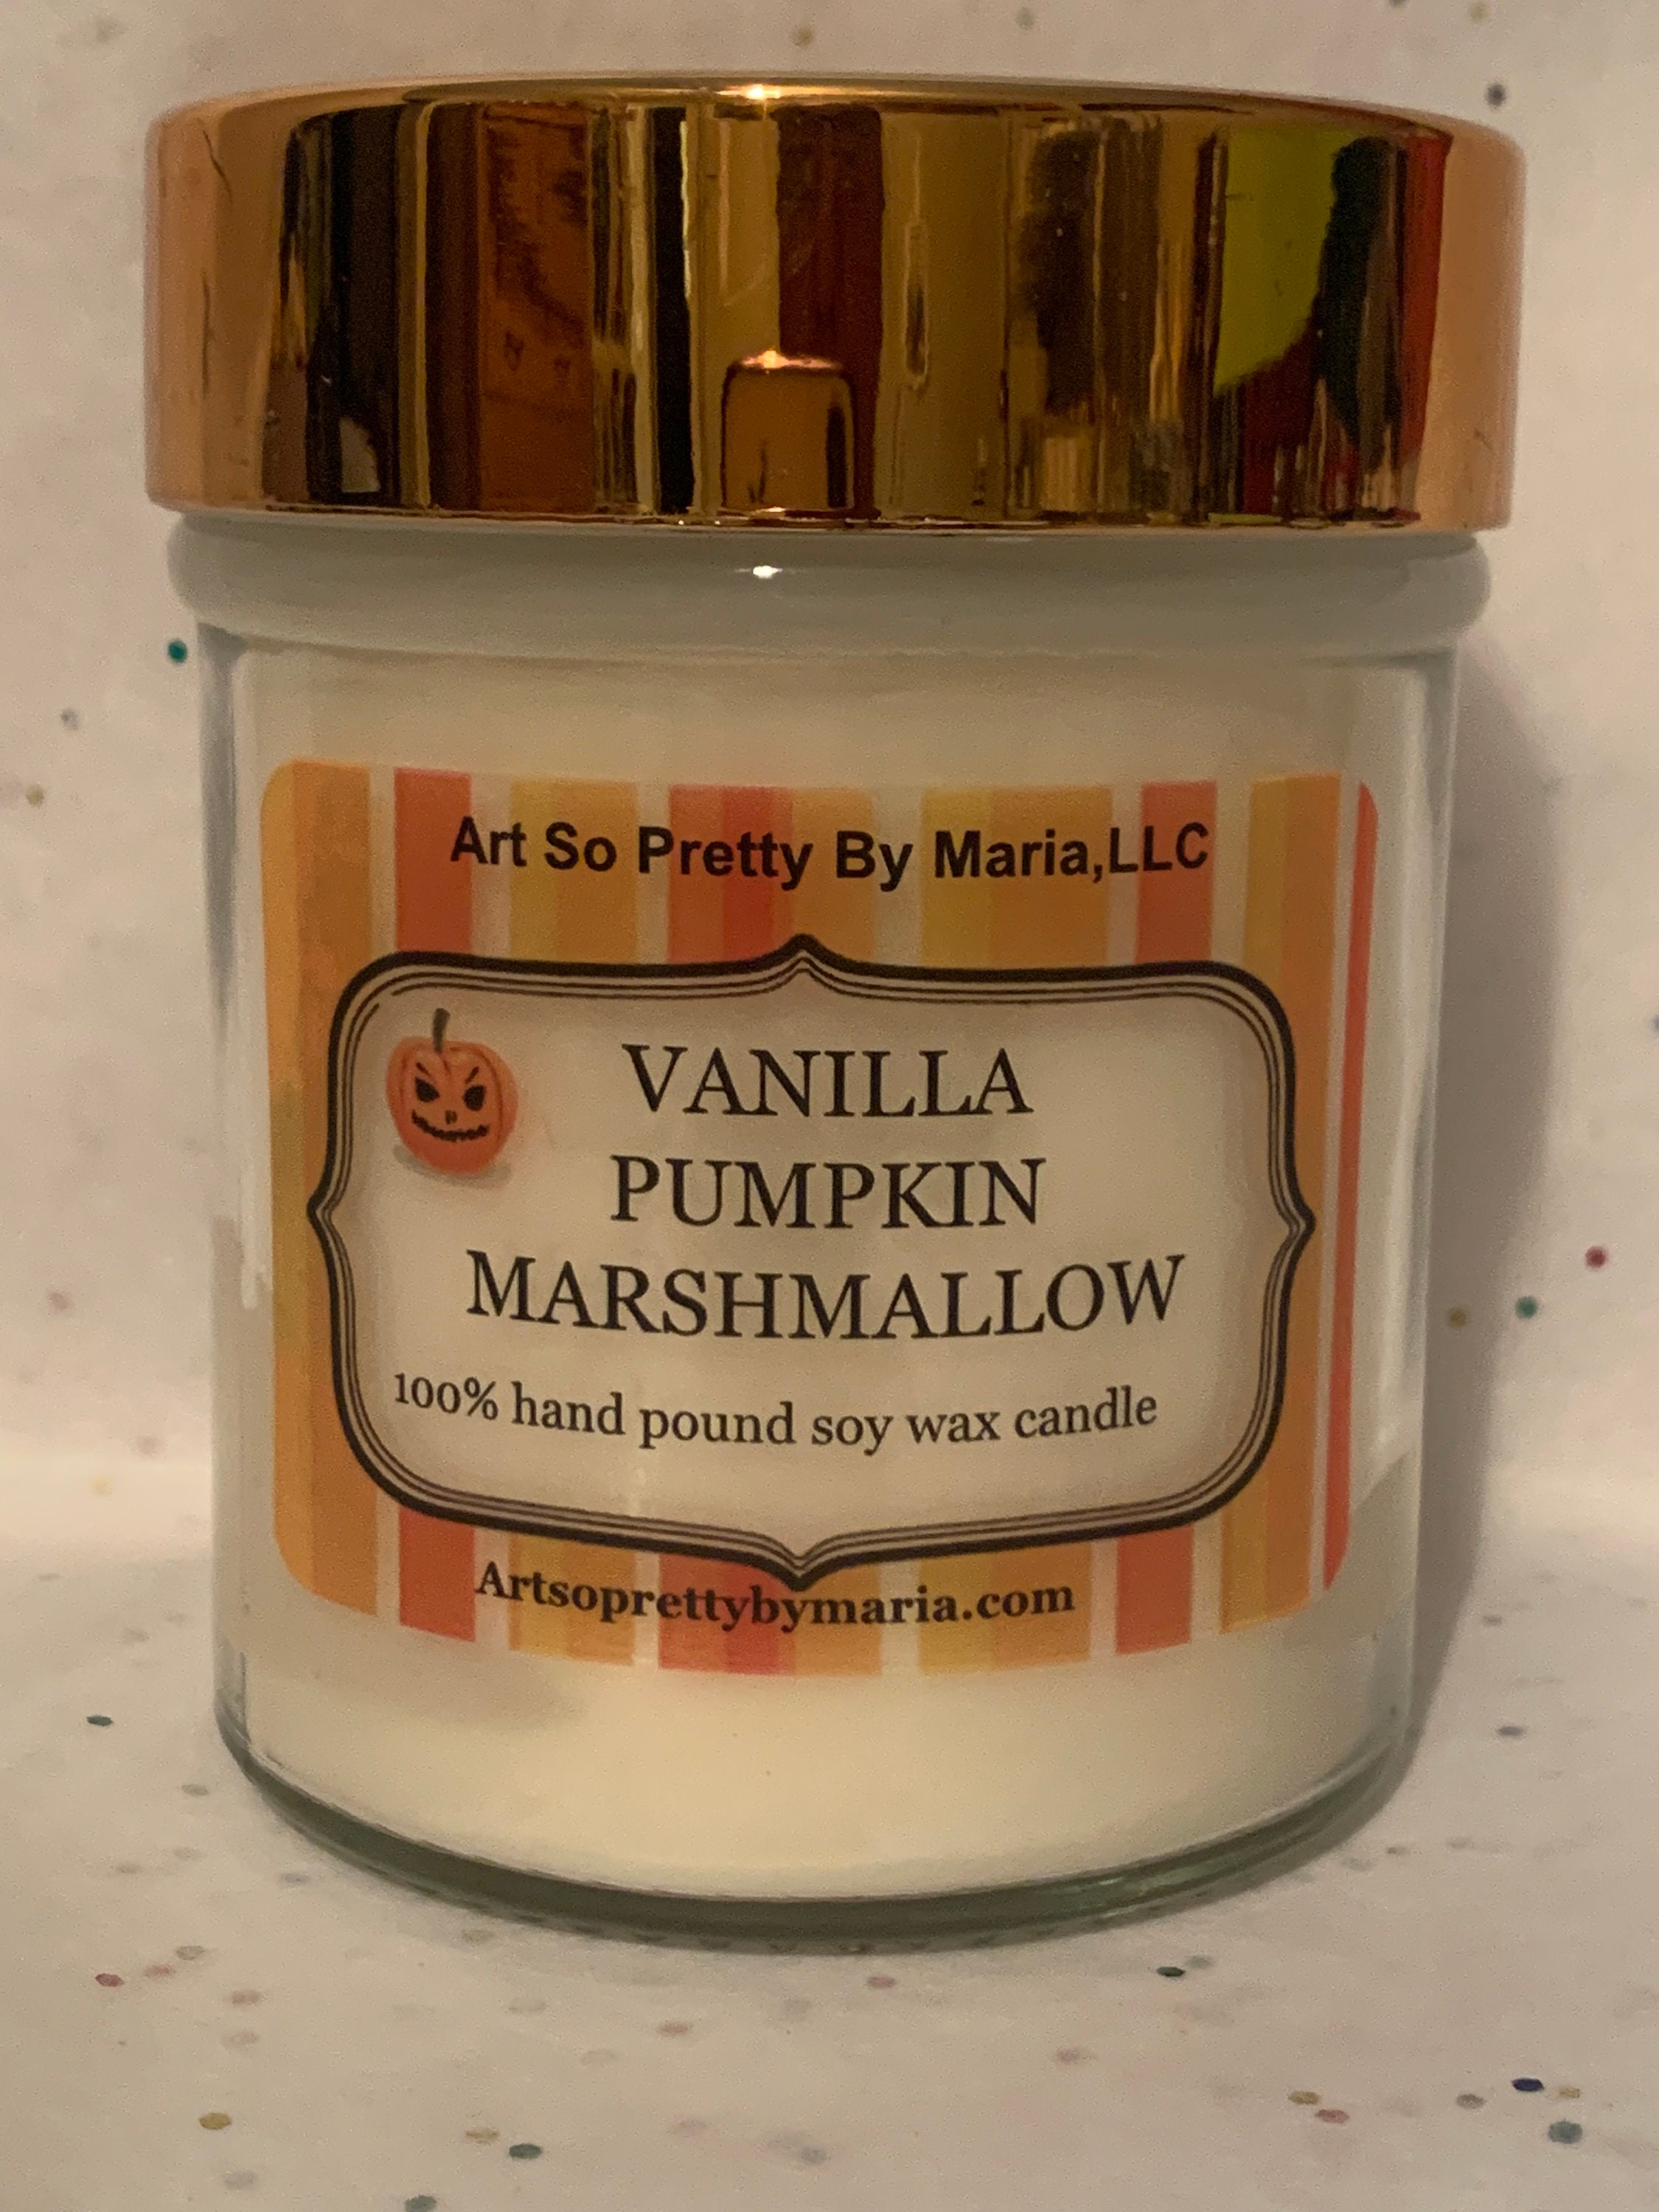 Art So Pretty By Maria,LLC
VANILLA
PUMPKIN
MARSHMALLOW
100% hand pound soy wax candle
Artsoprettybymaria.com